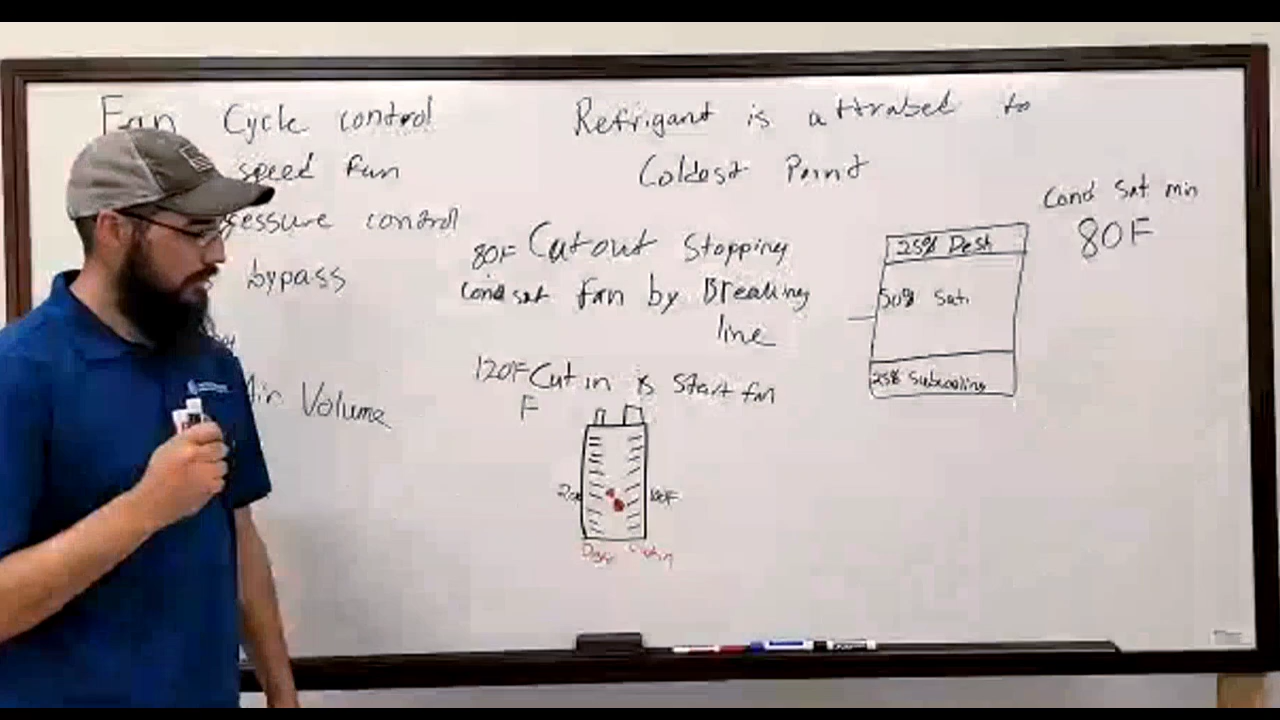 Fan Cycle control
speed fan
essure control
bypass
Air Volume
Refrigant is attrabed to
Coldest Point
80F Cut out Stopping
Cond sat fan by Breaking
line
120F Cut in is Start fan
F
25% Desh
50% Sat.
25% Subcooling
Cond Sat min
80F